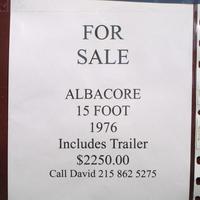 FOR
SALE
ALBACORE
15 FOOT
1976
Includes Trailer
$2250.00
Call David 215 862 5275